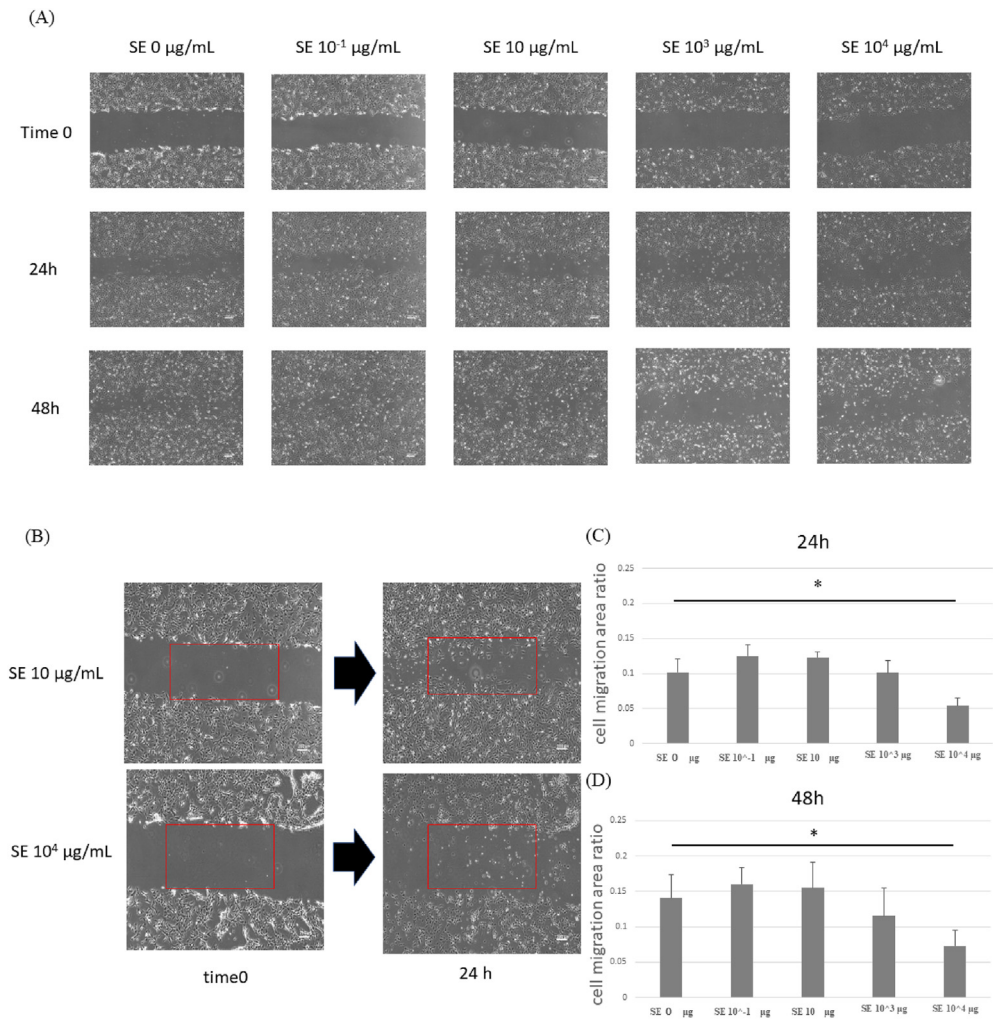 (A)
SE 0 µg/mL SE 10⁻¹ µg/mL SE 10 µg/mL SE 10³ µg/mL SE 10⁴ µg/mL
Time 0
24h
48h
(B)
SE 10 µg/mL
SE 10⁴ µg/mL
time0 24 h
(C)
24h
cell migration area ratio
0.25
0.2
0.15
0.1
0.05
0
*
SE 0 µg SE 10^-1 µg SE 10 µg SE 10^3 µg SE 10^4 µg
(D)
48h
cell migration area ratio
0.25
0.2
0.15
0.1
0.05
0
*
SE 0 µg SE 10^-1 µg SE 10 µg SE 10^3 µg SE 10^4 µg